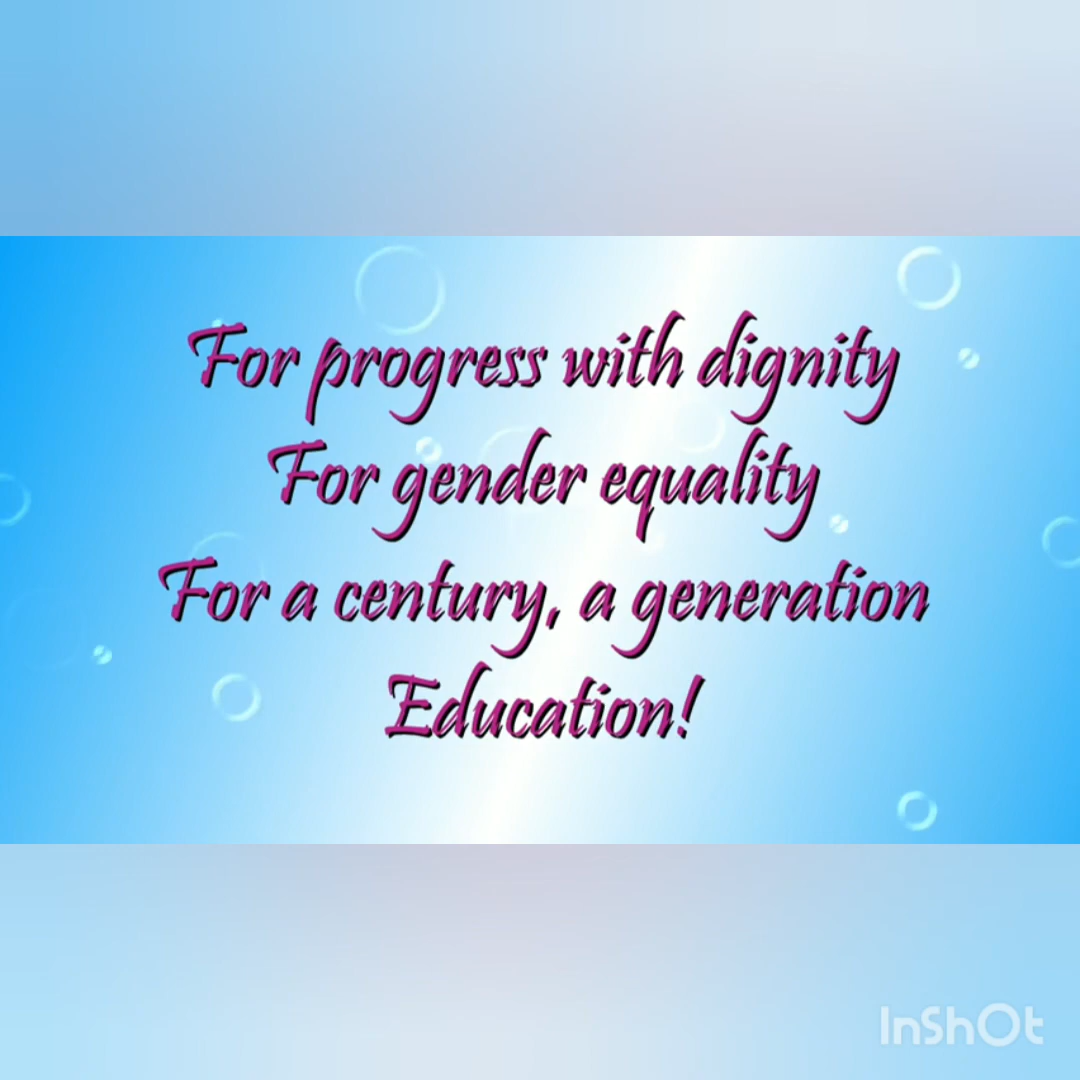 For progress with dignity
For gender equality
For a century, a generation
Education!
InShOt